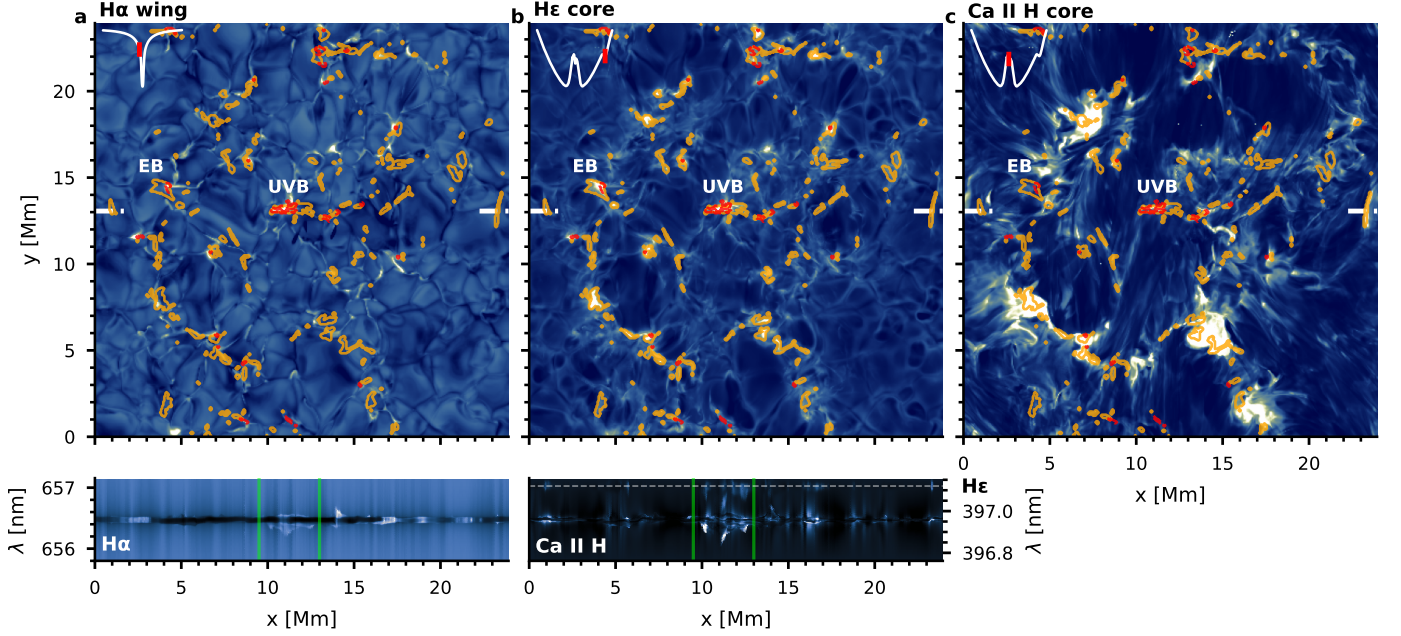 a Hα wing
b Hε core
c Ca II H core
y [Mm]
20
15
10
5
0
EB
UVB
EB
UVB
EB
UVB
0 5 10 15 20
x [Mm]
λ [nm]
657
656
Hα
0 5 10 15 20
x [Mm]
Ca II H
Hε
397.0
396.8
λ [nm]
0 5 10 15 20
x [Mm]